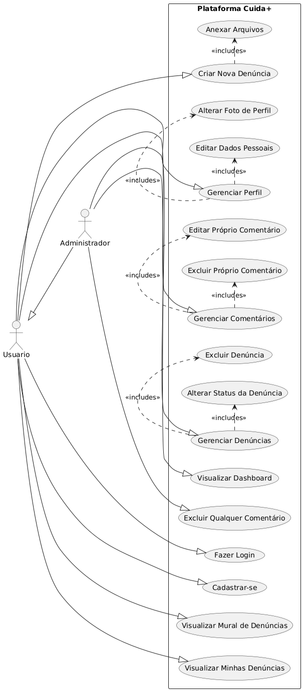 Plataforma Cuida+
Anexar Arquivos
«includes»
Criar Nova Denúncia
Alterar Foto de Perfil
Editar Dados Pessoais
«includes»
«includes»
Gerenciar Perfil
Administrador
Editar Próprio Comentário
Excluir Próprio Comentário
«includes»
«includes»
Gerenciar Comentários
Usuario
Excluir Denúncia
Alterar Status da Denúncia
«includes»
«includes»
Gerenciar Denúncias
Visualizar Dashboard
Excluir Qualquer Comentário
Fazer Login
Cadastrar-se
Visualizar Mural de Denúncias
Visualizar Minhas Denúncias